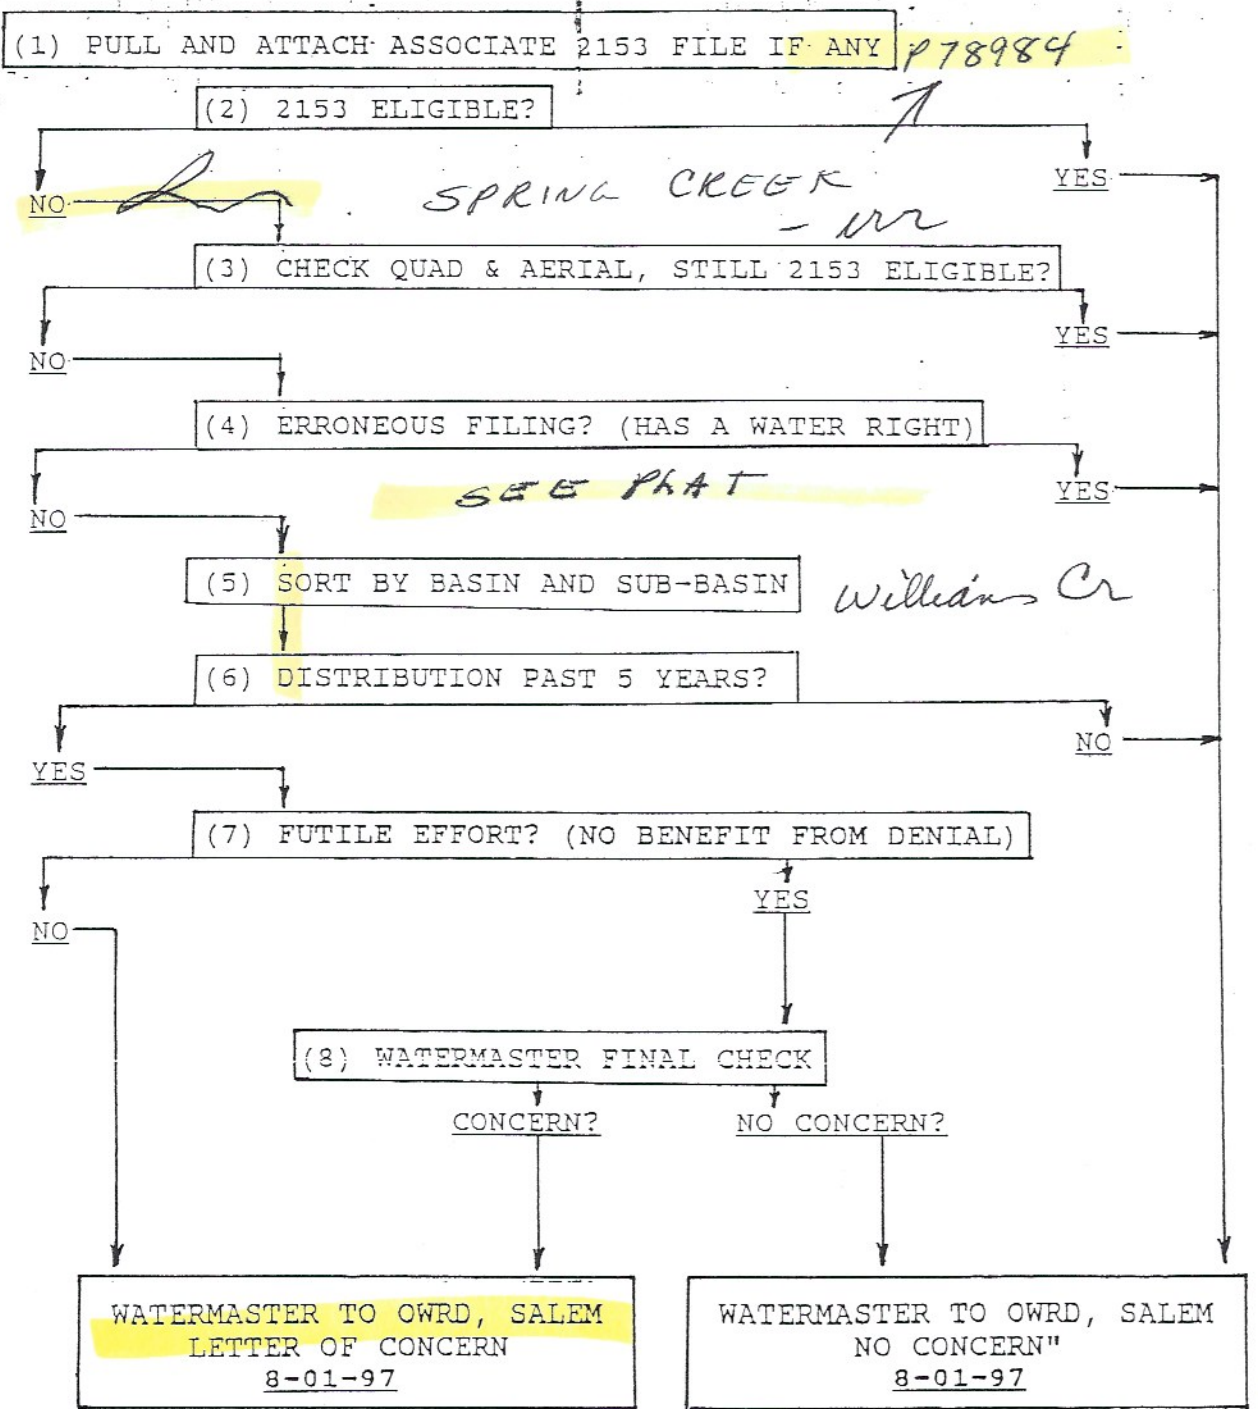 (1) PULL AND ATTACH ASSOCIATE 2153 FILE IF ANY P78984
(2) 2153 ELIGIBLE?
YES
NO
SPRING CREEK
- irr
(3) CHECK QUAD & AERIAL, STILL 2153 ELIGIBLE?
YES
NO
(4) ERRONEOUS FILING? (HAS A WATER RIGHT)
SEE PLAT
YES
NO
(5) SORT BY BASIN AND SUB-BASIN Williams Cr
(6) DISTRIBUTION PAST 5 YEARS?
NO
YES
(7) FUTILE EFFORT? (NO BENEFIT FROM DENIAL)
YES
NO
(8) WATERMASTER FINAL CHECK
CONCERN? NO CONCERN?
WATERMASTER TO OWRD, SALEM
LETTER OF CONCERN
8-01-97
WATERMASTER TO OWRD, SALEM
NO CONCERN"
8-01-97